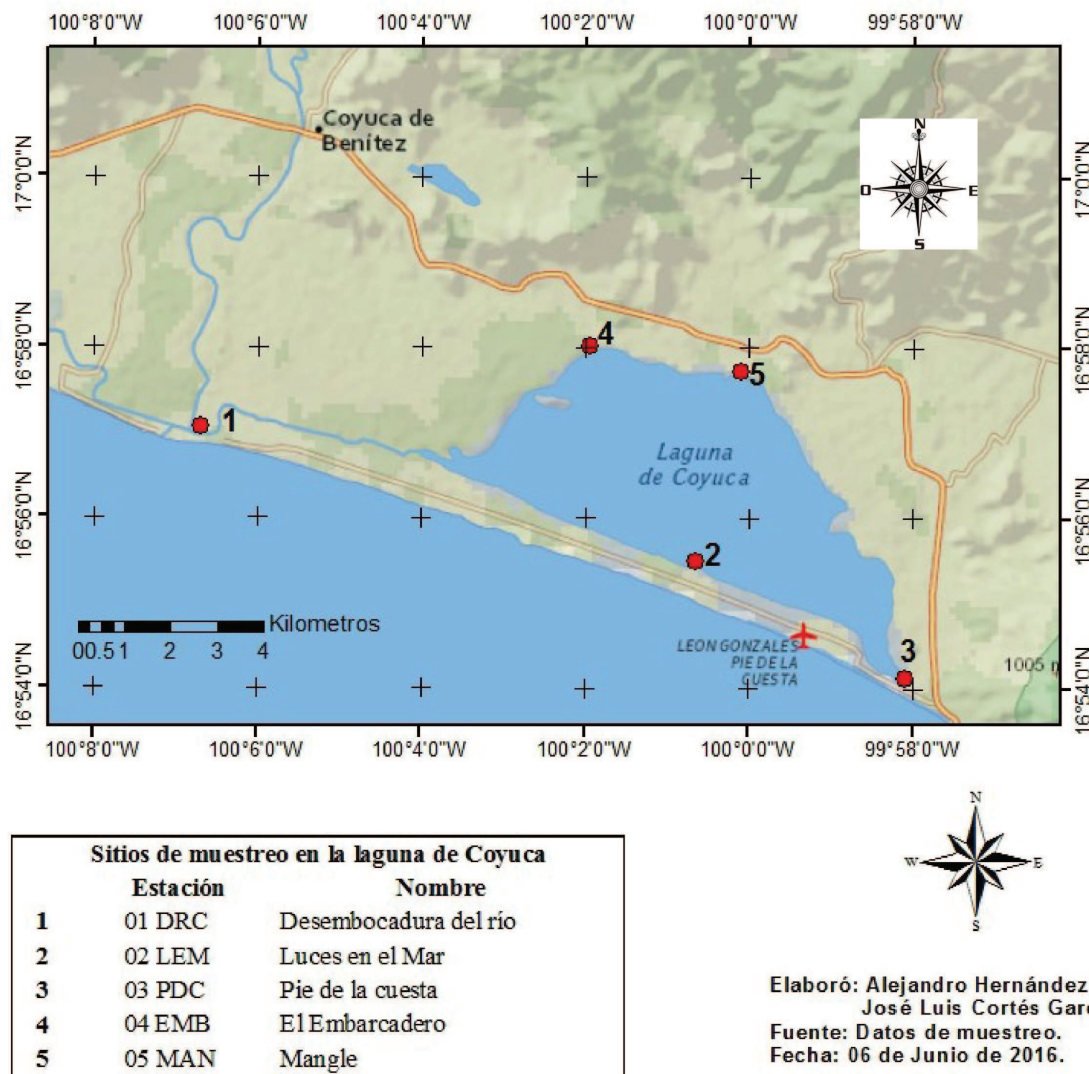 100°8'0"W 100°6'0"W 100°4'0"W 100°2'0"W 100°0'0"W 99°58'0"W
Coyuca de
Benítez
N
O E
S
17°0'0"N 17°0'0"N
16°58'0"N 16°58'0"N
4
5
1
Laguna
de Coyuca
16°56'0"N 16°56'0"N
2
Kilometros
00.51 2 3 4
LEON GONZALES
PIE DE LA
CUESTA
3
1005 m
16°54'0"N 16°54'0"N
100°8'0"W 100°6'0"W 100°4'0"W 100°2'0"W 100°0'0"W 99°58'0"W
N
W E
S
Sitios de muestreo en la laguna de Coyuca
Estación Nombre
1 01 DRC Desembocadura del río
2 02 LEM Luces en el Mar
3 03 PDC Pie de la cuesta
4 04 EMB El Embarcadero
5 05 MAN Mangle
Elaboró: Alejandro Hernández
José Luis Cortés Garc
Fuente: Datos de muestreo.
Fecha: 06 de Junio de 2016.